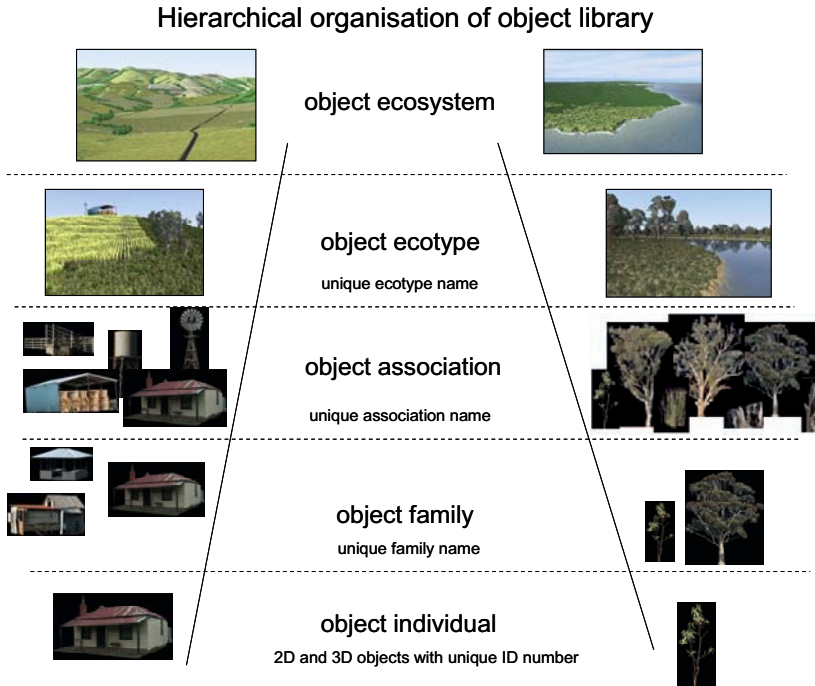 Hierarchical organisation of object library
object ecosystem
object ecotype
unique ecotype name
object association
unique association name
object family
unique family name
object individual
2D and 3D objects with unique ID number